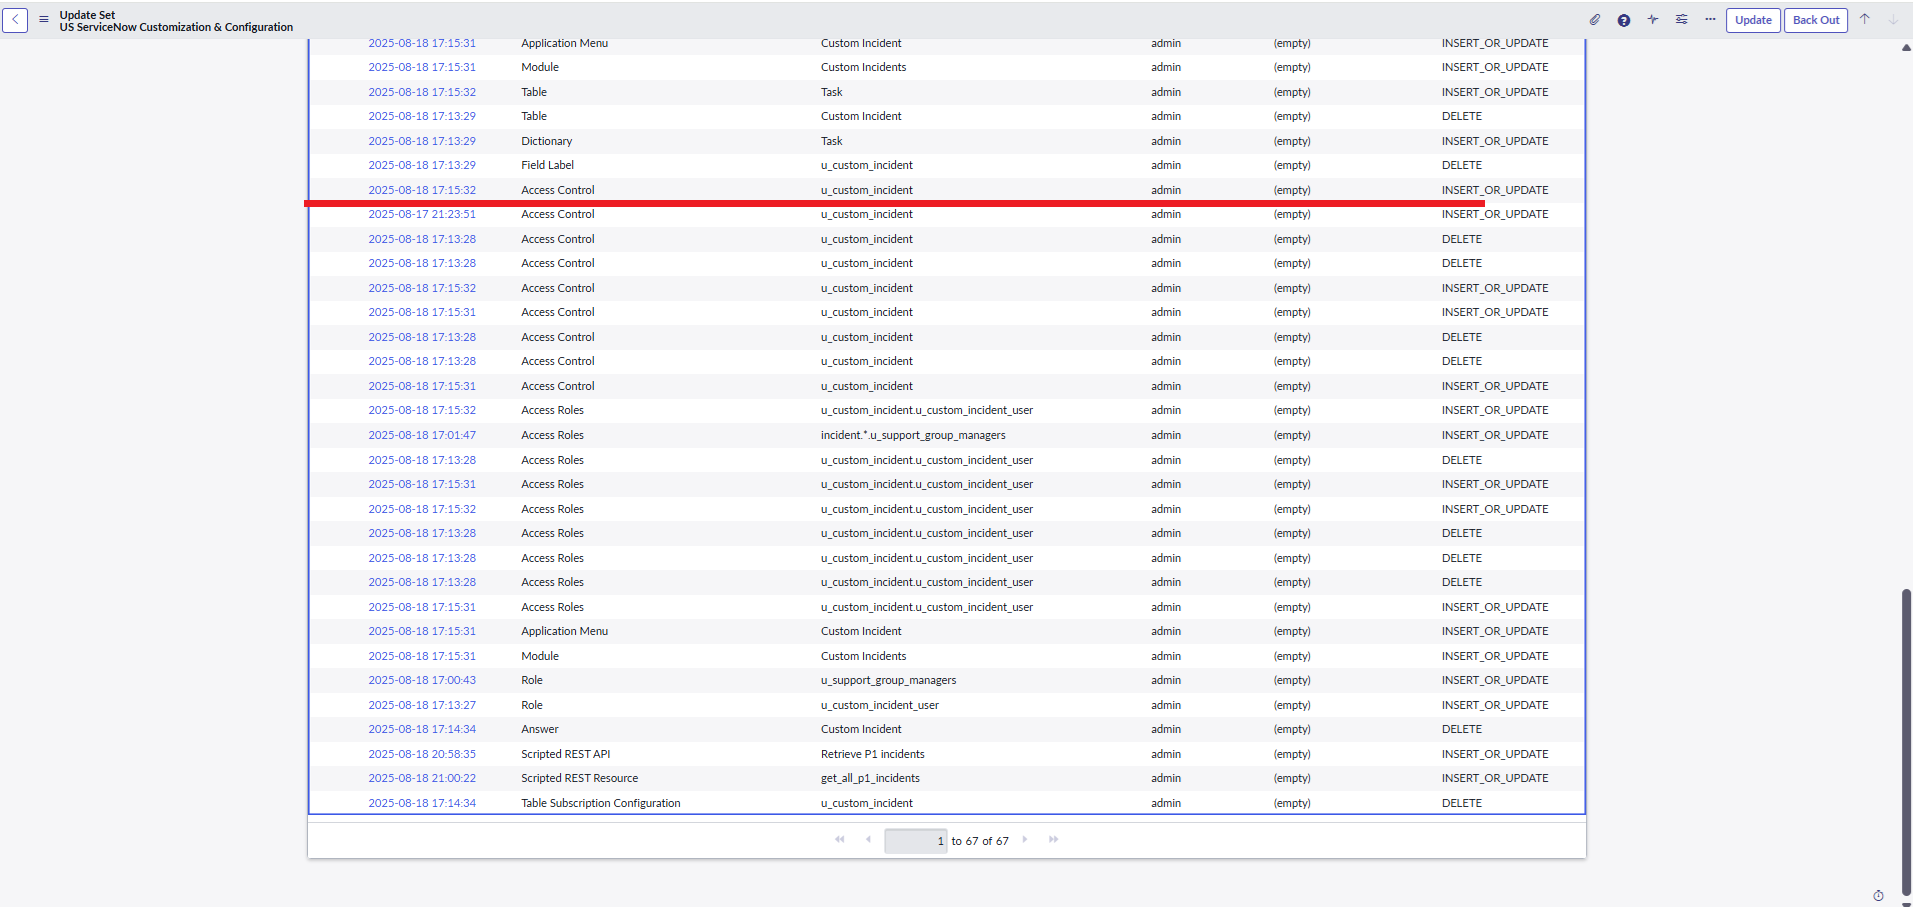 Update Set
US ServiceNow Customization & Configuration
Update Back Out
2025-08-18 17:15:31 Application Menu Custom Incident admin (empty) INSERT_OR_UPDATE
2025-08-18 17:15:31 Module Custom Incidents admin (empty) INSERT_OR_UPDATE
2025-08-18 17:15:32 Table Task admin (empty) INSERT_OR_UPDATE
2025-08-18 17:13:29 Table Custom Incident admin (empty) DELETE
2025-08-18 17:13:29 Dictionary Task admin (empty) INSERT_OR_UPDATE
2025-08-18 17:13:29 Field Label u_custom_incident admin (empty) DELETE
2025-08-18 17:15:32 Access Control u_custom_incident admin (empty) INSERT_OR_UPDATE
2025-08-17 21:23:51 Access Control u_custom_incident admin (empty) INSERT_OR_UPDATE
2025-08-18 17:13:28 Access Control u_custom_incident admin (empty) DELETE
2025-08-18 17:13:28 Access Control u_custom_incident admin (empty) DELETE
2025-08-18 17:15:32 Access Control u_custom_incident admin (empty) INSERT_OR_UPDATE
2025-08-18 17:15:31 Access Control u_custom_incident admin (empty) INSERT_OR_UPDATE
2025-08-18 17:13:28 Access Control u_custom_incident admin (empty) DELETE
2025-08-18 17:13:28 Access Control u_custom_incident admin (empty) DELETE
2025-08-18 17:15:31 Access Control u_custom_incident admin (empty) INSERT_OR_UPDATE
2025-08-18 17:15:32 Access Roles u_custom_incident.u_custom_incident_user admin (empty) INSERT_OR_UPDATE
2025-08-18 17:01:47 Access Roles incident.*.u_support_group_managers admin (empty) INSERT_OR_UPDATE
2025-08-18 17:13:28 Access Roles u_custom_incident.u_custom_incident_user admin (empty) DELETE
2025-08-18 17:15:31 Access Roles u_custom_incident.u_custom_incident_user admin (empty) INSERT_OR_UPDATE
2025-08-18 17:15:32 Access Roles u_custom_incident.u_custom_incident_user admin (empty) INSERT_OR_UPDATE
2025-08-18 17:13:28 Access Roles u_custom_incident.u_custom_incident_user admin (empty) DELETE
2025-08-18 17:13:28 Access Roles u_custom_incident.u_custom_incident_user admin (empty) DELETE
2025-08-18 17:13:28 Access Roles u_custom_incident.u_custom_incident_user admin (empty) DELETE
2025-08-18 17:15:31 Access Roles u_custom_incident.u_custom_incident_user admin (empty) INSERT_OR_UPDATE
2025-08-18 17:15:31 Application Menu Custom Incident admin (empty) INSERT_OR_UPDATE
2025-08-18 17:15:31 Module Custom Incidents admin (empty) INSERT_OR_UPDATE
2025-08-18 17:00:43 Role u_support_group_managers admin (empty) INSERT_OR_UPDATE
2025-08-18 17:13:27 Role u_custom_incident_user admin (empty) INSERT_OR_UPDATE
2025-08-18 17:14:34 Answer Custom Incident admin (empty) DELETE
2025-08-18 20:58:35 Scripted REST API Retrieve P1 incidents admin (empty) INSERT_OR_UPDATE
2025-08-18 21:00:22 Scripted REST Resource get_all_p1_incidents admin (empty) INSERT_OR_UPDATE
2025-08-18 17:14:34 Table Subscription Configuration u_custom_incident admin (empty) DELETE
1 to 67 of 67